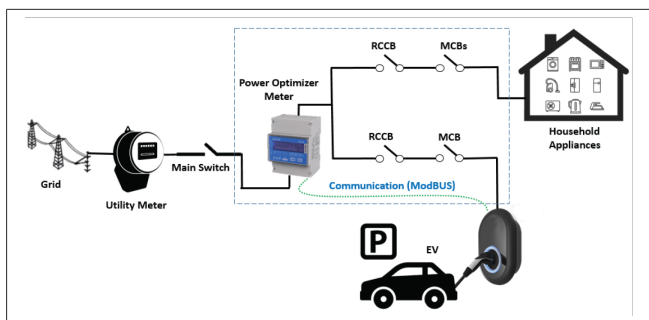 RCCB
MCBs
Power Optimizer
Meter
RCCB
MCB
Household
Appliances
Main Switch
Grid
Utility Meter
Communication (ModBUS)
P
EV